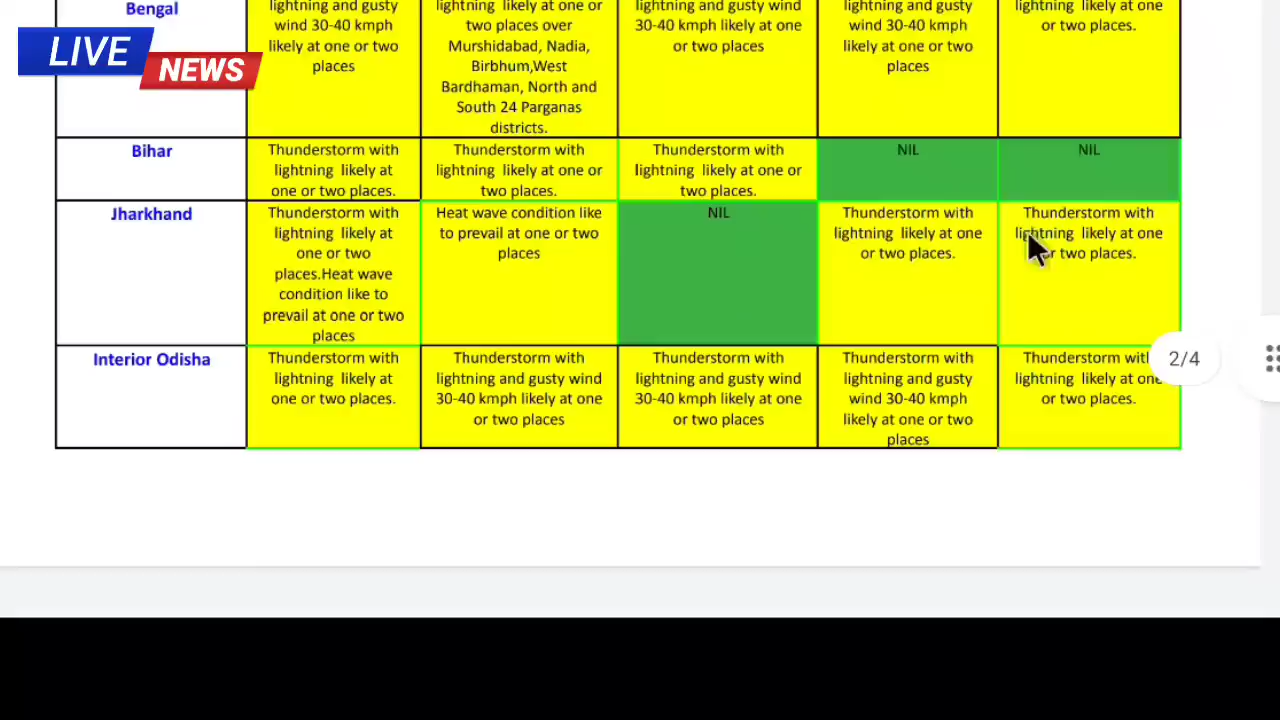 Bengal
lightning and gusty
wind 30-40 kmph
likely at one or two
places
lightning likely at one or
two places over
Murshidabad, Nadia,
Birbhum,West
Bardhaman, North and
South 24 Parganas
districts.
lightning and gusty wind
30-40 kmph likely at one
or two places
lightning and gusty
wind 30-40 kmph
likely at one or two
places
lightning likely at one
or two places.
LIVE
NEWS
Bihar
Thunderstorm with
lightning likely at
one or two places.
Thunderstorm with
lightning likely at one or
two places.
Thunderstorm with
lightning likely at one or
two places.
NIL
NIL
Jharkhand
Thunderstorm with
lightning likely at
one or two
places.Heat wave
condition like to
prevail at one or two
places
Heat wave condition like
to prevail at one or two
places
NIL
Thunderstorm with
lightning likely at one
or two places.
Thunderstorm with
lightning likely at one
or two places.
Interior Odisha
Thunderstorm with
lightning likely at
one or two places.
Thunderstorm with
lightning and gusty wind
30-40 kmph likely at one
or two places
Thunderstorm with
lightning and gusty wind
30-40 kmph likely at one
or two places
Thunderstorm with
lightning and gusty
wind 30-40 kmph
likely at one or two
places
Thunderstorm with
lightning likely at one
or two places.
2/4